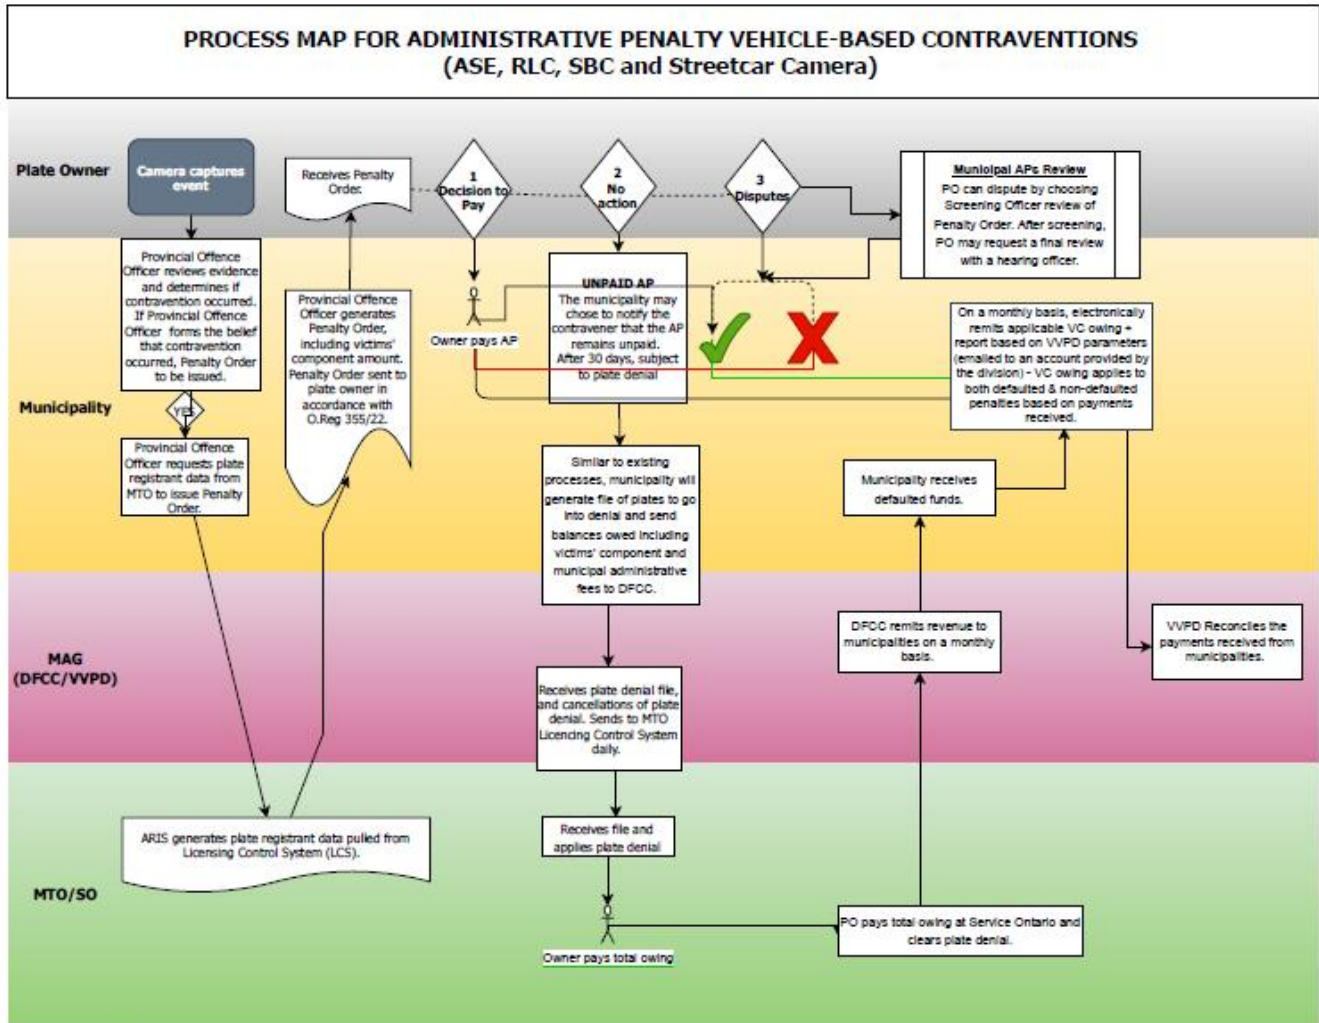 PROCESS MAP FOR ADMINISTRATIVE PENALTY VEHICLE-BASED CONTRAVENTIONS
(ASE, RLC, SBC and Streetcar Camera)
Plate Owner
Camera captures
event
Receives Penalty
Order.
1
Decision to
Pay
2
No
action
3
Disputes
Municipal APs Review
PO can dispute by choosing
Screening Officer review of
Penalty Order. After screening,
PO may request a final review
with a hearing officer.
Municipality
Provincial Offence
Officer reviews evidence
and determines if
contravention occurred.
If Provincial Offence
Officer forms the belief
that contravention
occurred, Penalty Order
to be issued.
YES
Provincial Offence
Officer requests plate
registrant data from
MTO to issue Penalty
Order.
Provincial Offence
Officer generates
Penalty Order,
including victims'
component amount.
Penalty Order sent to
plate owner in
accordance with
O.Reg 355/22.
Owner pays AP
UNPAID AP
The municipality may
chose to notify the
contravener that the AP
remains unpaid.
After 30 days, subject
to plate denial
On a monthly basis, electronically
remits applicable VC owing +
report based on VVPD parameters
(emailed to an account provided by
the division) - VC owing applies to
both defaulted & non-defaulted
penalties based on payments
received.
Similar to existing
processes, municipality will
generate file of plates to go
into denial and send
balances owed including
victims' component and
municipal administrative
fees to DFCC.
Municipality receives
defaulted funds.
MAG
(DFCC/VVPD)
DFCC remits revenue to
municipalities on a monthly
basis.
VVPD Reconciles the
payments received from
municipalities.
Receives plate denial file,
and cancellations of plate
denial. Sends to MTO
Licencing Control System
daily.
MTO/SO
ARIS generates plate registrant data pulled from
Licensing Control System (LCS).
Receives file and
applies plate denial
Owner pays total owing
PO pays total owing at Service Ontario and
clears plate denial.